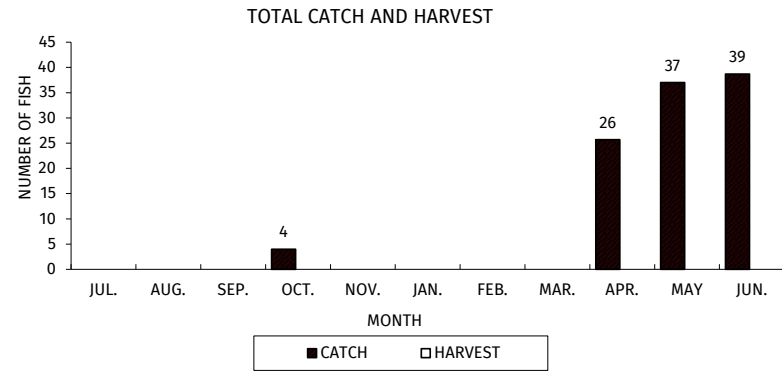 TOTAL CATCH AND HARVEST
NUMBER OF FISH
45
40
35
30
25
20
15
10
5
0
4
26
37
39
JUL. AUG. SEP. OCT. NOV. JAN. FEB. MAR. APR. MAY JUN.
MONTH
CATCH HARVEST